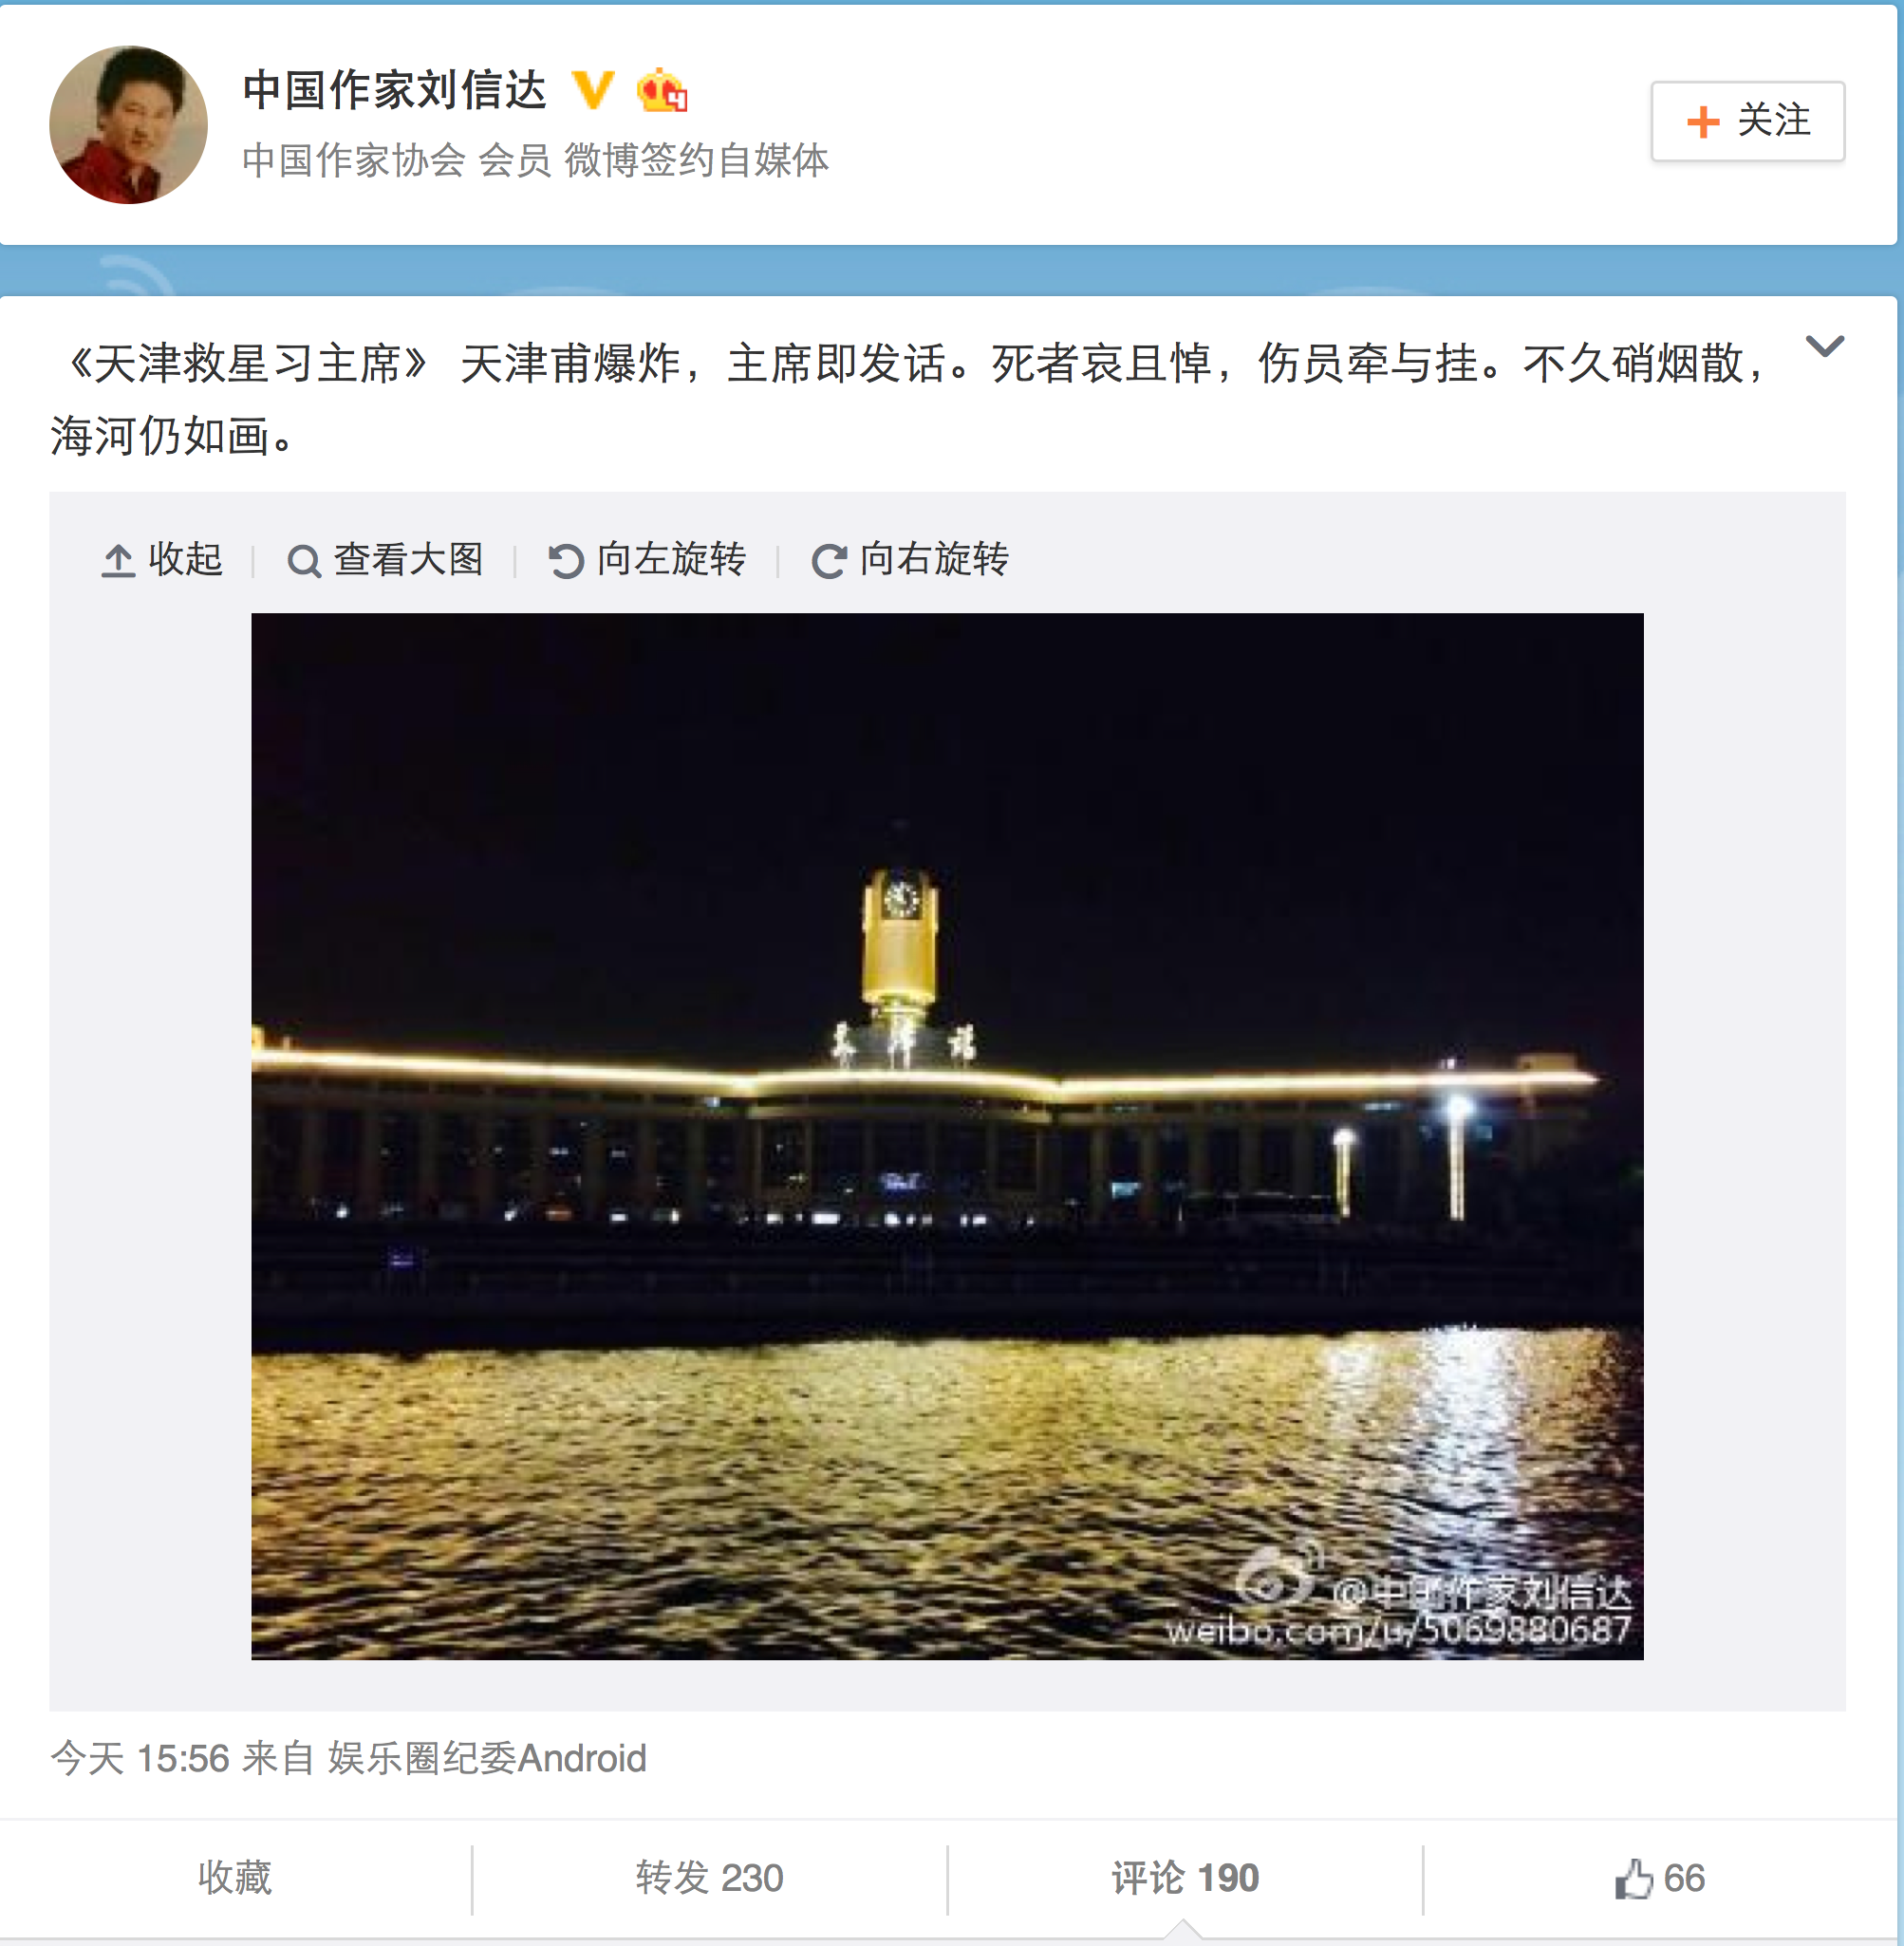 中国作家刘信达
中国作家协会 会员 微博签约自媒体
关注
《天津救星习主席》 天津甫爆炸，主席即发话。死者哀且悼，伤员牵与挂。不久硝烟散，
海河仍如画。
收起 查看大图 向左旋转 向右旋转
天津站
@中国作家刘信达
weibo.com/u/5069880687
今天 15:56 来自 娱乐圈纪委Android
收藏 转发 230 评论 190 66